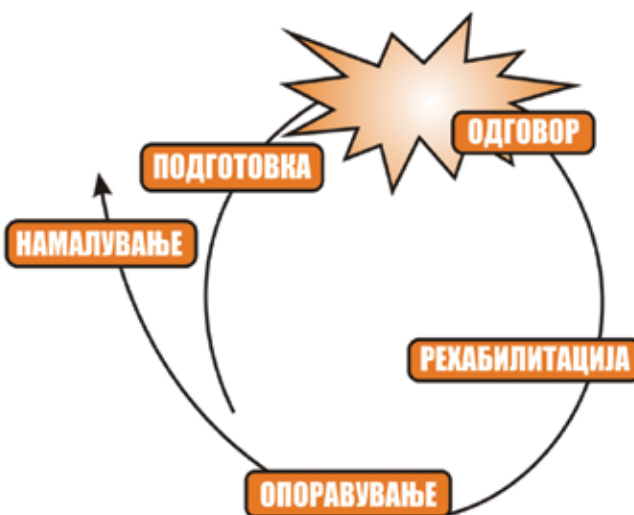 ОДГОВОР
ПОДГОТОВКА
НАМАЛУВАЊЕ
РЕХАБИЛИТАЦИЈА
ОПОРАВУВАЊЕ